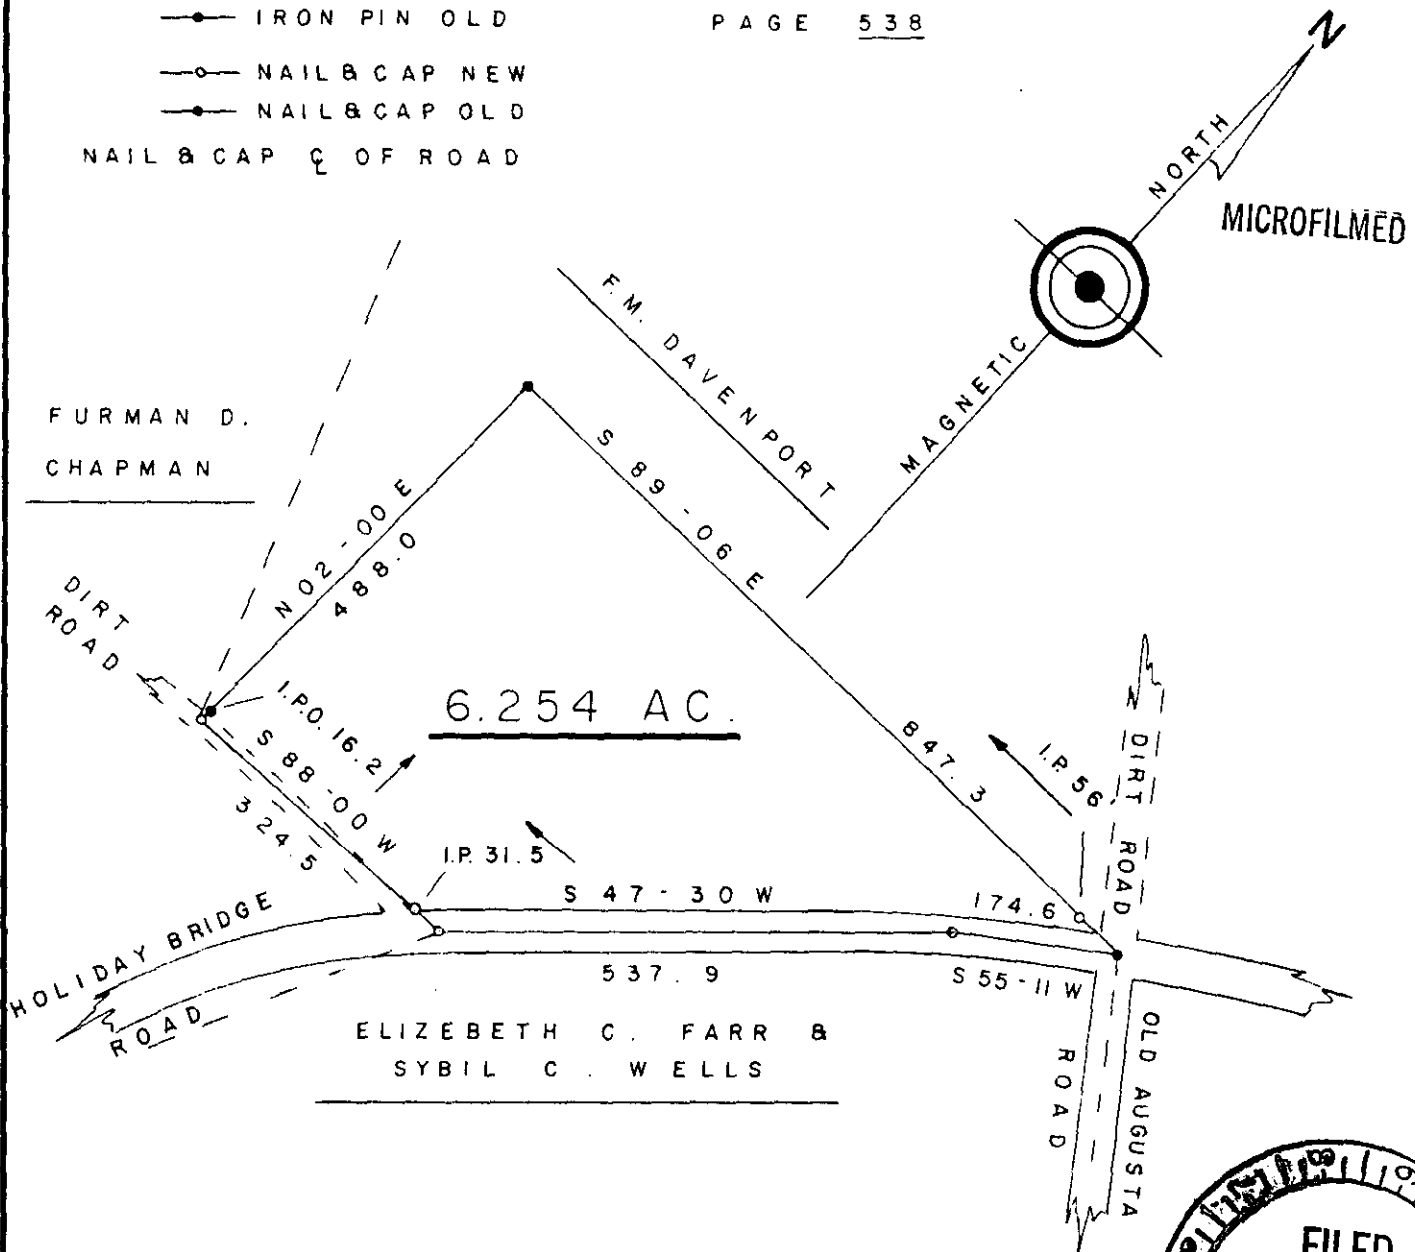 IRON PIN OLD
PAGE 538
NAIL & CAP NEW
NAIL & CAP OLD
NAIL & CAP ℄ OF ROAD
N
MAGNETIC NORTH
MICROFILMED
F. M. DAVENPORT
FURMAN D.
CHAPMAN
N 02-00 E
488.0
S 89-06 E
847.3
DIRT
ROAD
I.P.O. 16.2
S 88-00 W
324.5
6.254 AC.
I.P. 56
DIRT ROAD
I.P. 31.5
S 47-30 W
174.6
537.9
S 55-11 W
HOLIDAY BRIDGE
ROAD
ELIZEBETH C. FARR &
SYBIL C. WELLS
OLD AUGUSTA
ROAD
8
FILED